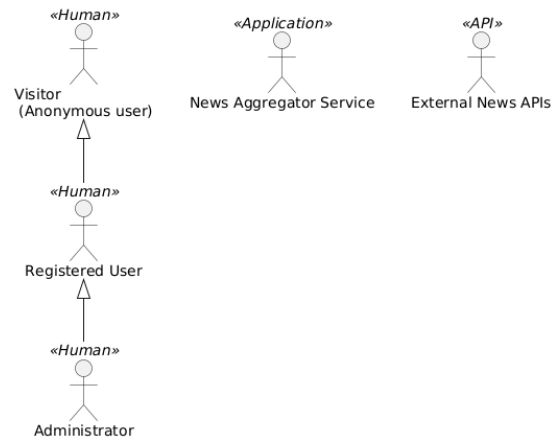 «Human»
Visitor
(Anonymous user)
«Application»
News Aggregator Service
«API»
External News APIs
«Human»
Registered User
«Human»
Administrator